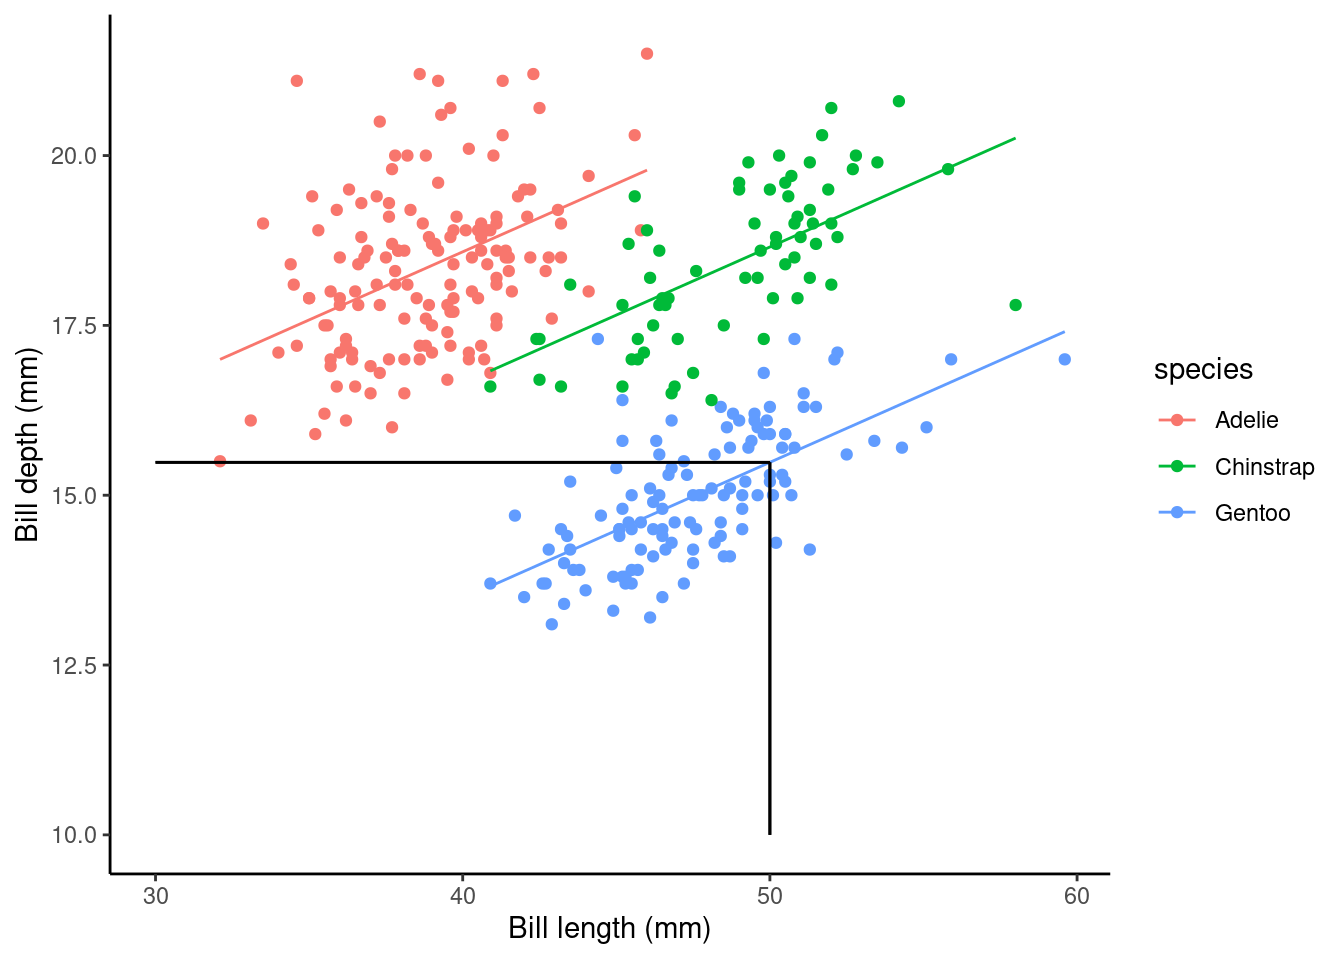 20.0
17.5
15.0
12.5
10.0
Bill depth (mm)
30 40 50 60
Bill length (mm)
species
Adelie
Chinstrap
Gentoo